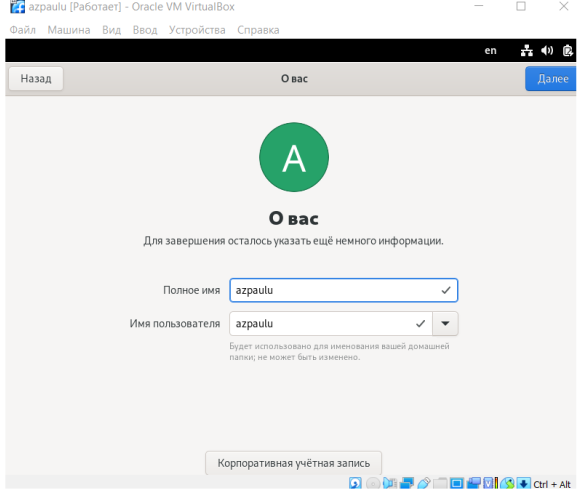 azpaulu [Работает] - Oracle VM VirtualBox
Файл Машина Вид Ввод Устройства Справка
en
Назад
О вас
Далее
A
О вас
Для завершения осталось указать ещё немного информации.
Полное имя azpaulu
Имя пользователя azpaulu
Будет использовано для именования вашей домашней
папки; не может быть изменено.
Корпоративная учётная запись
Ctrl + Alt